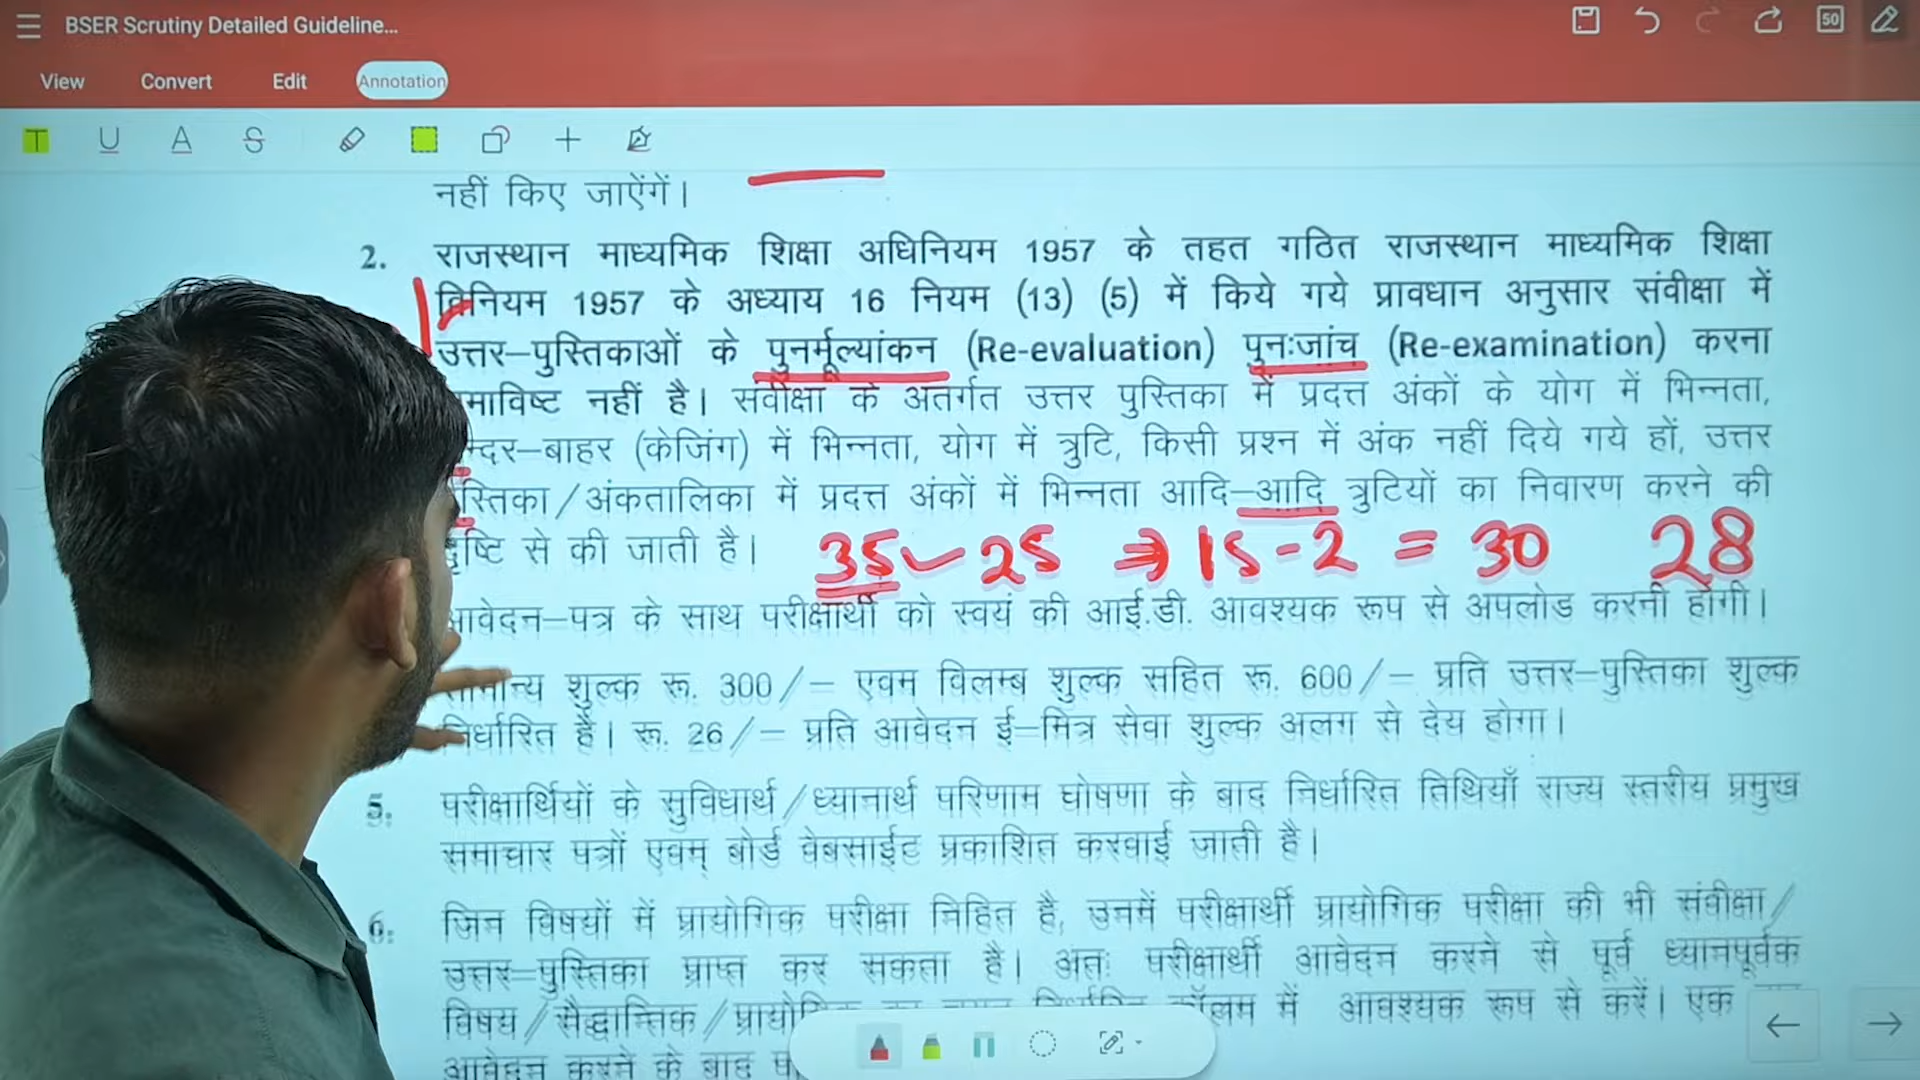 BSER Scrutiny Detailed Guideline...
50
View Convert Edit Annotation
T U A S
नहीं किए जाऐंगें।
2. राजस्थान माध्यमिक शिक्षा अधिनियम 1957 के तहत गठित राजस्थान माध्यमिक शिक्षा
विनियम 1957 के अध्याय 16 नियम (13) (5) में किये गये प्रावधान अनुसार संवीक्षा में
उत्तर–पुस्तिकाओं के पुनर्मूल्यांकन (Re-evaluation) पुनःजांच (Re-examination) करना
नहीं है। संवीक्षा के अंतर्गत उत्तर पुस्तिका में प्रदत्त अंकों के योग में भिन्नता,
बाहर (केजिंग) में भिन्नता, योग में त्रुटि, किसी प्रश्न में अंक नहीं दिये गये हों, उत्तर
/अंकतालिका में प्रदत्त अंकों में भिन्नता आदि–आदि त्रुटियों का निवारण करने की
दृष्टि से की जाती है। 35 – 25 ⇒ 15 - 2 = 30 28
आवेदन–पत्र के साथ परीक्षार्थी को स्वयं की आई.डी. आवश्यक रूप से अपलोड करनी होगी।
सामान्य शुल्क रू. 300/– एवम विलम्ब शुल्क सहित रू. 600/– प्रति उत्तर–पुस्तिका शुल्क
निर्धारित है। रू. 26/– प्रति आवेदन ई–मित्र सेवा शुल्क अलग से देय होगा।
5. परीक्षार्थियों के सुविधार्थ/ध्यानार्थ परिणाम घोषणा के बाद निर्धारित तिथियाँ राज्य स्तरीय प्रमुख
समाचार पत्रों एवम् बोर्ड वेबसाईट प्रकाशित करवाई जाती है।
6. जिन विषयों में प्रायोगिक परीक्षा निहित है, उनमें परीक्षार्थी प्रायोगिक परीक्षा की भी संवीक्षा/
उत्तर–पुस्तिका प्राप्त कर सकता है। अतः परीक्षार्थी आवेदन करने से पूर्व ध्यानपूर्वक
विषय/सैद्धान्तिक/ में आवश्यक रूप से करें। एक
आवेदन करने के बाद